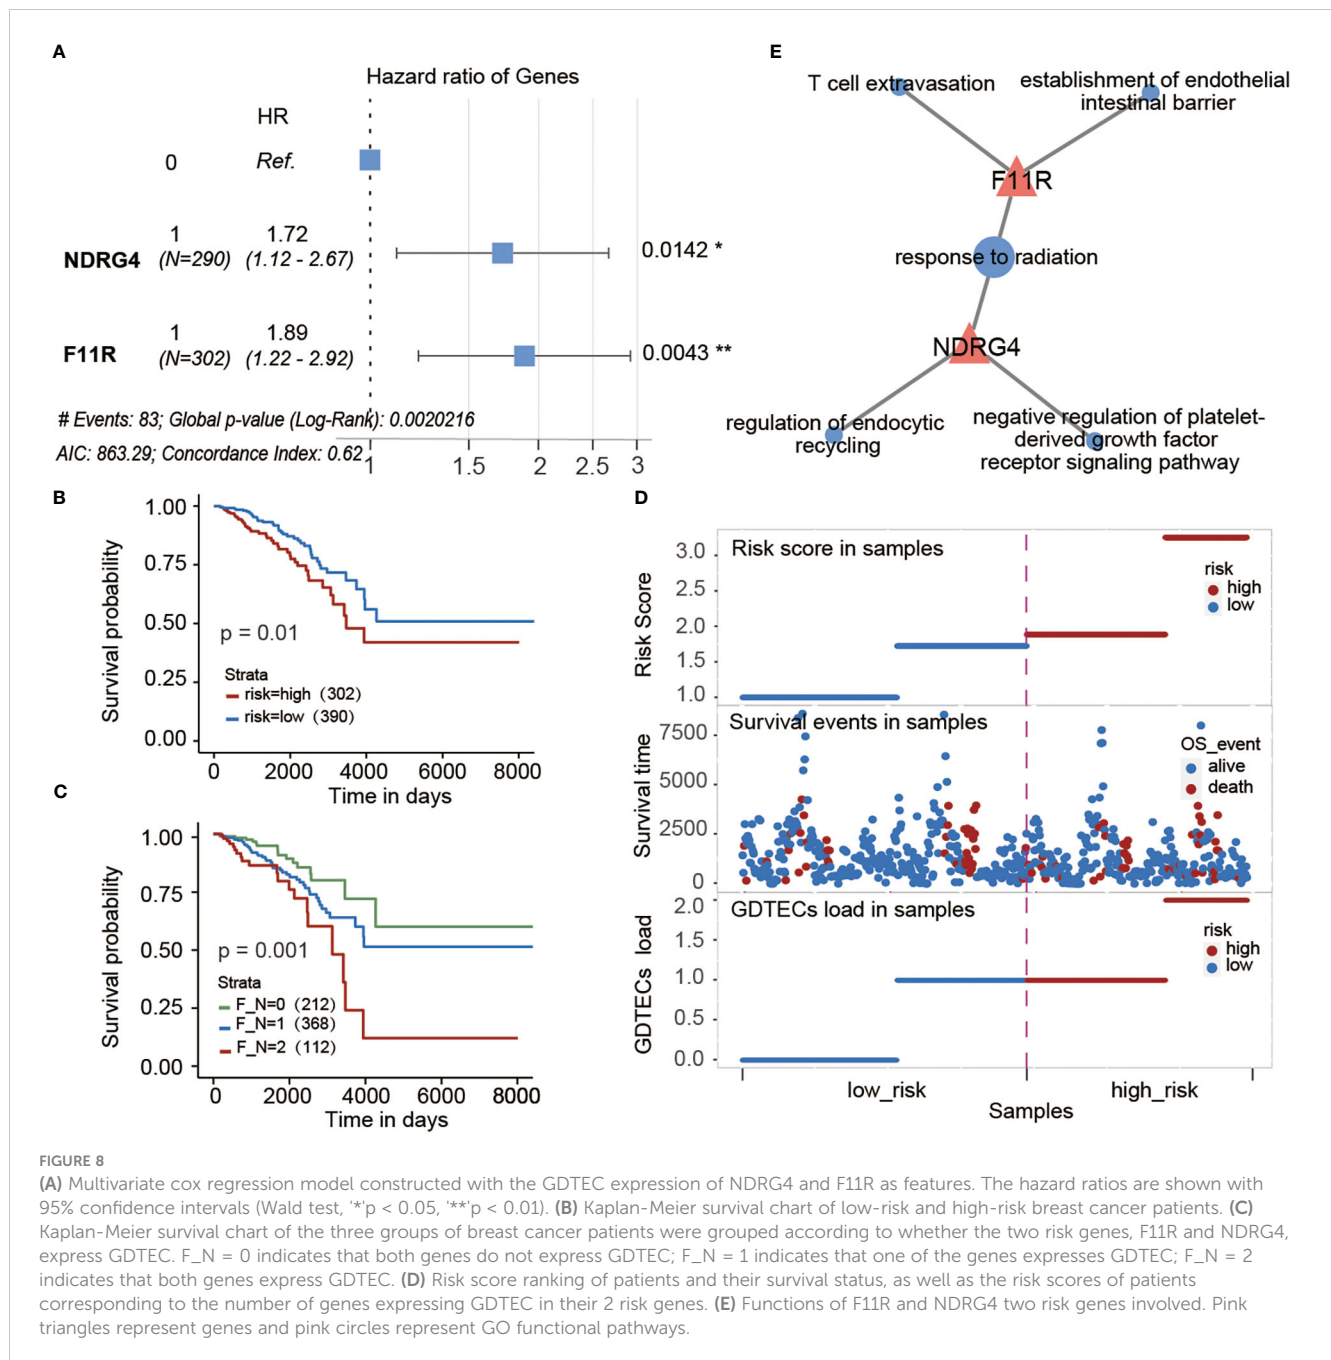 A
Hazard ratio of Genes
HR
0 Ref.
NDRG4 1 1.72 0.0142 *
(N=290) (1.12 - 2.67)
F11R 1 1.89 0.0043 **
(N=302) (1.22 - 2.92)
# Events: 83; Global p-value (Log-Rank): 0.0020216
AIC: 863.29; Concordance Index: 0.62
1 1.5 2 2.5 3
E
T cell extravasation
establishment of endothelial
intestinal barrier
F11R
response to radiation
NDRG4
regulation of endocytic
recycling
negative regulation of platelet-
derived growth factor
receptor signaling pathway
B
Survival probability
1.00
0.75
0.50
0.25
0.00
p = 0.01
Strata
risk=high (302)
risk=low (390)
0 2000 4000 6000 8000
Time in days
C
Survival probability
1.00
0.75
0.50
0.25
0.00
p = 0.001
Strata
F_N=0 (212)
F_N=1 (368)
F_N=2 (112)
0 2000 4000 6000 8000
Time in days
D
Risk score in samples
Risk Score
3.0
2.5
2.0
1.5
1.0
risk
high
low
Survival events in samples
Survival time
7500
5000
2500
0
OS_event
alive
death
GDTECs load in samples
GDTECs load
2.0
1.5
1.0
0.5
0.0
risk
high
low
low_risk high_risk
Samples
FIGURE 8
(A) Multivariate cox regression model constructed with the GDTEC expression of NDRG4 and F11R as features. The hazard ratios are shown with
95% confidence intervals (Wald test, '*'p < 0.05, '**'p < 0.01). (B) Kaplan-Meier survival chart of low-risk and high-risk breast cancer patients. (C)
Kaplan-Meier survival chart of the three groups of breast cancer patients were grouped according to whether the two risk genes, F11R and NDRG4,
express GDTEC. F_N = 0 indicates that both genes do not express GDTEC; F_N = 1 indicates that one of the genes expresses GDTEC; F_N = 2
indicates that both genes express GDTEC. (D) Risk score ranking of patients and their survival status, as well as the risk scores of patients
corresponding to the number of genes expressing GDTEC in their 2 risk genes. (E) Functions of F11R and NDRG4 two risk genes involved. Pink
triangles represent genes and pink circles represent GO functional pathways.